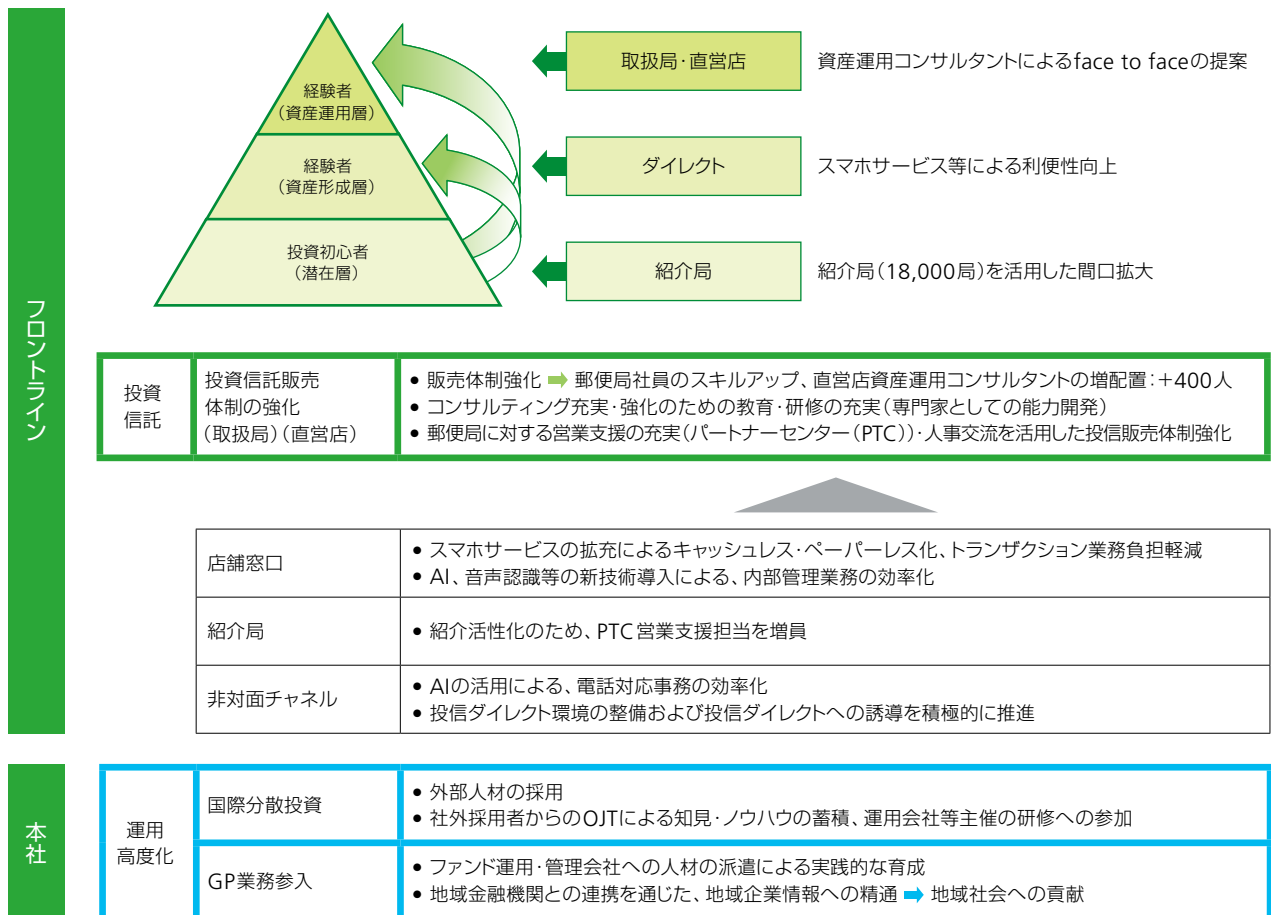 フロントライン
経験者
（資産運用層）
経験者
（資産形成層）
投資初心者
（潜在層）
取扱局・直営店
資産運用コンサルタントによるface to faceの提案
ダイレクト
スマホサービス等による利便性向上
紹介局
紹介局（18,000局）を活用した間口拡大
投資
信託
投資信託販売
体制の強化
（取扱局）（直営店）
• 販売体制強化 ➡ 郵便局社員のスキルアップ、直営店資産運用コンサルタントの増配置：＋400人
• コンサルティング充実・強化のための教育・研修の充実（専門家としての能力開発）
• 郵便局に対する営業支援の充実（パートナーセンター（PTC））・人事交流を活用した投信販売体制強化
店舗窓口
• スマホサービスの拡充によるキャッシュレス・ペーパーレス化、トランザクション業務負担軽減
• AI、音声認識等の新技術導入による、内部管理業務の効率化
紹介局
• 紹介活性化のため、PTC営業支援担当を増員
非対面チャネル
• AIの活用による、電話対応事務の効率化
• 投信ダイレクト環境の整備および投信ダイレクトへの誘導を積極的に推進
本社
運用
高度化
国際分散投資
• 外部人材の採用
• 社外採用者からのOJTによる知見・ノウハウの蓄積、運用会社等主催の研修への参加
GP業務参入
• ファンド運用・管理会社への人材の派遣による実践的な育成
• 地域金融機関との連携を通じた、地域企業情報への精通 ➡ 地域社会への貢献